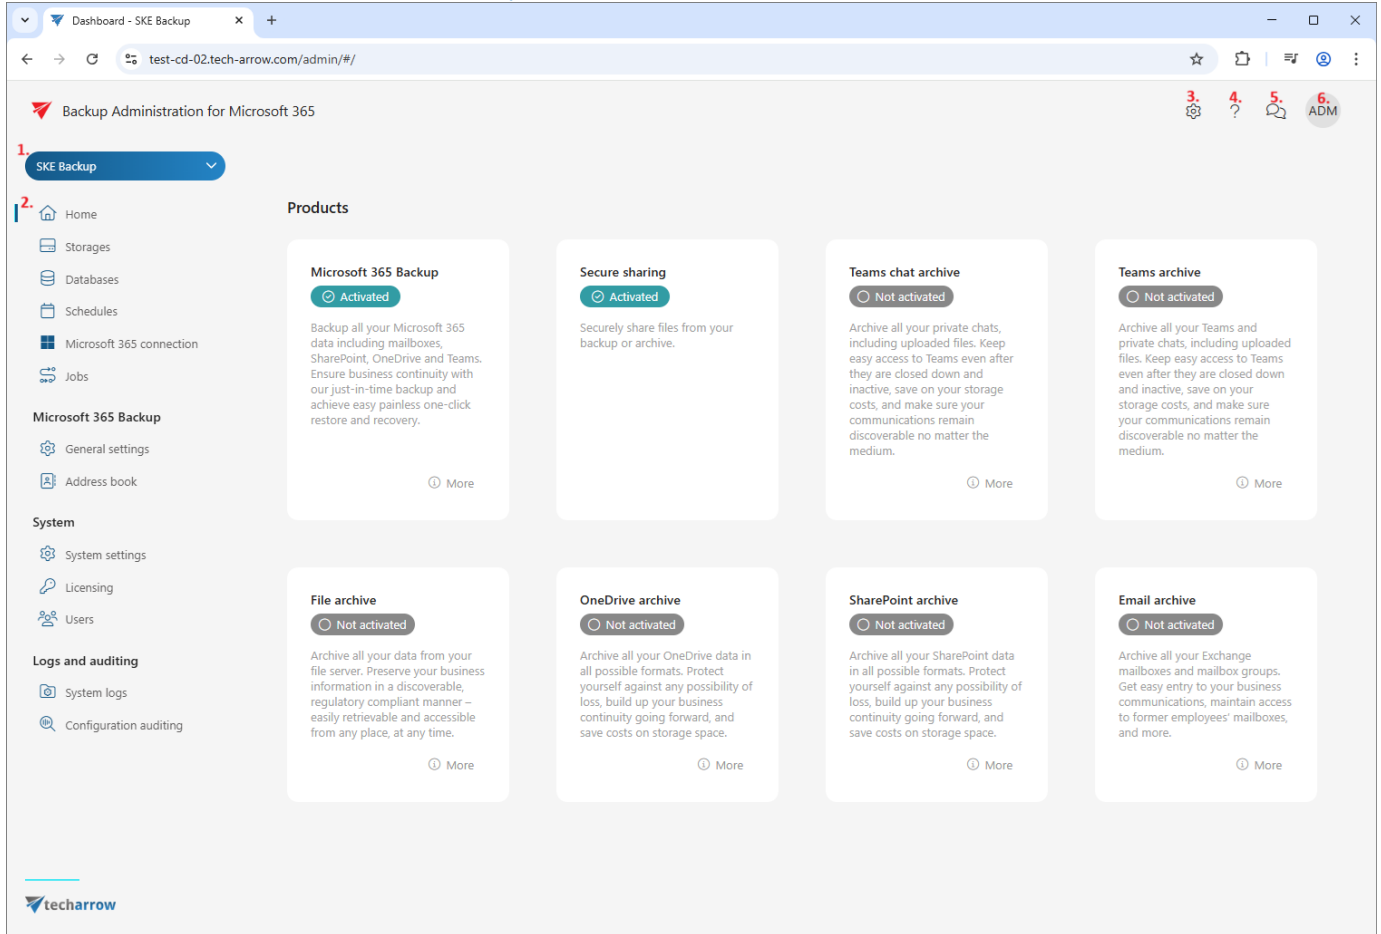 Dashboard - SKE Backup
test-cd-02.tech-arrow.com/admin/#/
Backup Administration for Microsoft 365
3.
4.
5.
6.
ADM
1.
SKE Backup
2.
Home
Storages
Databases
Schedules
Microsoft 365 connection
Jobs
Microsoft 365 Backup
General settings
Address book
System
System settings
Licensing
Users
Logs and auditing
System logs
Configuration auditing
Products
Microsoft 365 Backup
Activated
Backup all your Microsoft 365
data including mailboxes,
SharePoint, OneDrive and Teams.
Ensure business continuity with
our just-in-time backup and
achieve easy painless one-click
restore and recovery.
More
Secure sharing
Activated
Securely share files from your
backup or archive.
Teams chat archive
Not activated
Archive all your private chats,
including uploaded files. Keep
easy access to Teams even after
they are closed down and
inactive, save on your storage
costs, and make sure your
communications remain
discoverable no matter the
medium.
More
Teams archive
Not activated
Archive all your Teams and
private chats, including uploaded
files. Keep easy access to Teams
even after they are closed down
and inactive, save on your
storage costs, and make sure
your communications remain
discoverable no matter the
medium.
More
File archive
Not activated
Archive all your data from your
file server. Preserve your business
information in a discoverable,
regulatory compliant manner –
easily retrievable and accessible
from any place, at any time.
More
OneDrive archive
Not activated
Archive all your OneDrive data in
all possible formats. Protect
yourself against any possibility of
loss, build up your business
continuity going forward, and
save costs on storage space.
More
SharePoint archive
Not activated
Archive all your SharePoint data
in all possible formats. Protect
yourself against any possibility of
loss, build up your business
continuity going forward, and
save costs on storage space.
More
Email archive
Not activated
Archive all your Exchange
mailboxes and mailbox groups.
Get easy entry to your business
communications, maintain access
to former employees' mailboxes,
and more.
More
techarrow